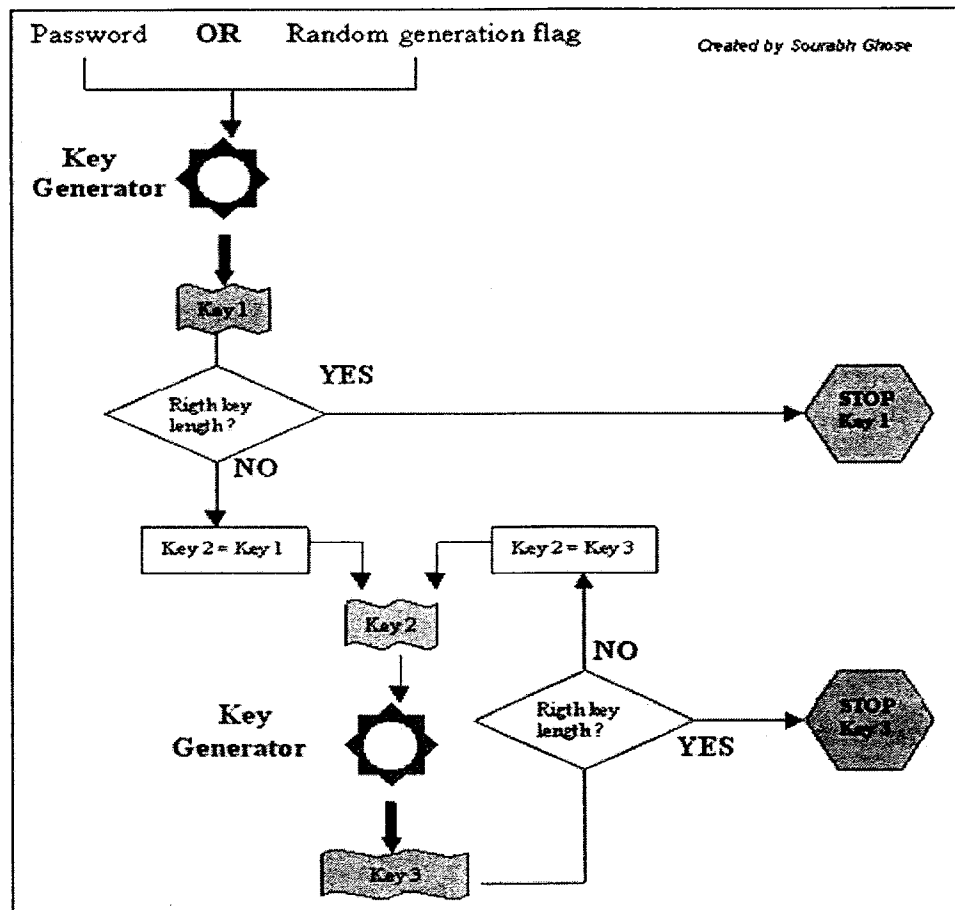 Password OR Random generation flag
Created by Sourabh Ghose
Key
Generator
Key 1
YES
Rigth key
length ?
STOP
Key 1
NO
Key 2 = Key 1
Key 2 = Key 3
Key 2
NO
Key
Generator
Rigth key
length ?
STOP
Key 3
YES
Key 3